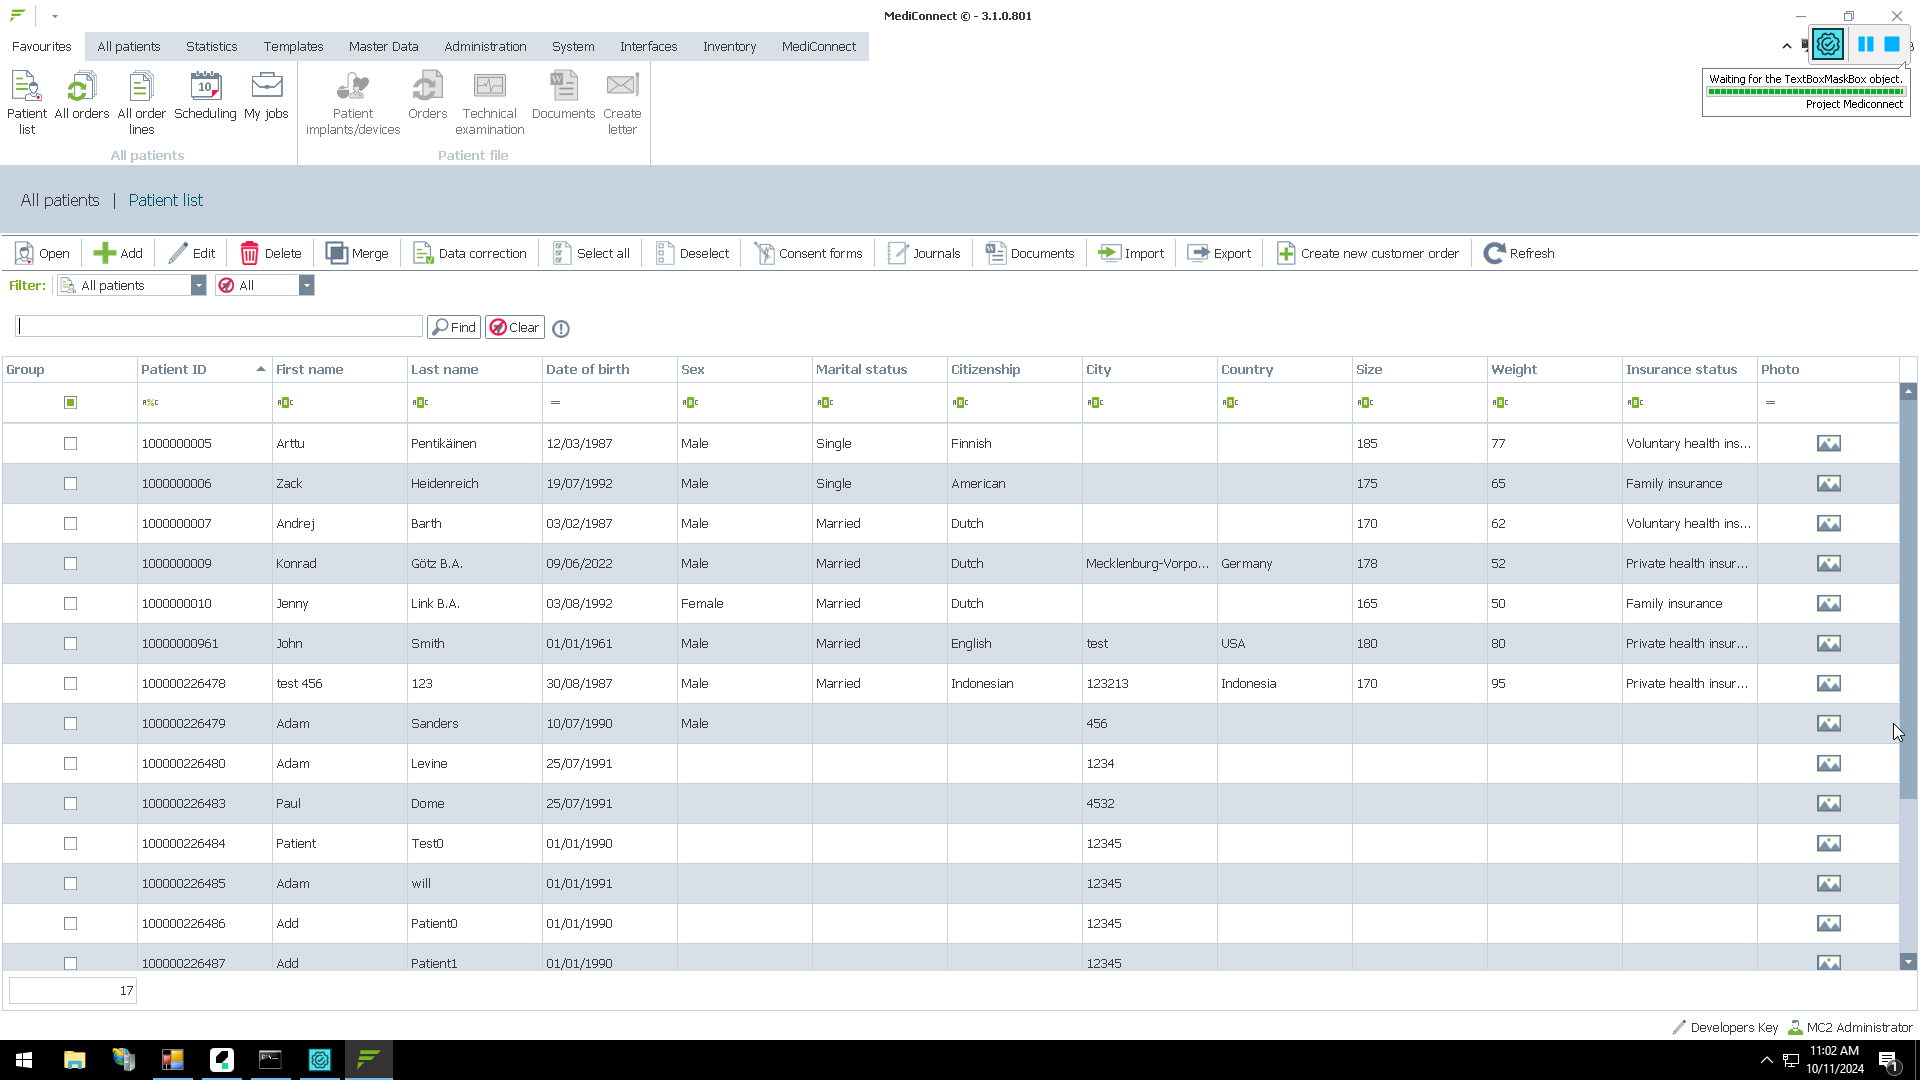 MediConnect © - 3.1.0.801
Favourites All patients Statistics Templates Master Data Administration System Interfaces Inventory MediConnect
Waiting for the TextBoxMaskBox object.
Project Mediconnect
Patient list All orders All order lines Scheduling My jobs Patient implants/devices Orders Technical examination Documents Create letter
All patients Patient file
All patients | Patient list
Open Add Edit Delete Merge Data correction Select all Deselect Consent forms Journals Documents Import Export Create new customer order Refresh
Filter: All patients All
Find Clear
Group Patient ID First name Last name Date of birth Sex Marital status Citizenship City Country Size Weight Insurance status Photo
1000000005 Arttu Pentikäinen 12/03/1987 Male Single Finnish 185 77 Voluntary health ins...
1000000006 Zack Heidenreich 19/07/1992 Male Single American 175 65 Family insurance
1000000007 Andrej Barth 03/02/1987 Male Married Dutch 170 62 Voluntary health ins...
1000000009 Konrad Götz B.A. 09/06/2022 Male Married Dutch Mecklenburg-Vorpo... Germany 178 52 Private health insur...
1000000010 Jenny Link B.A. 03/08/1992 Female Married Dutch 165 50 Family insurance
10000000961 John Smith 01/01/1961 Male Married English test USA 180 80 Private health insur...
100000226478 test 456 123 30/08/1987 Male Married Indonesian 123213 Indonesia 170 95 Private health insur...
100000226479 Adam Sanders 10/07/1990 Male 456
100000226480 Adam Levine 25/07/1991 1234
100000226483 Paul Dome 25/07/1991 4532
100000226484 Patient Test0 01/01/1990 12345
100000226485 Adam will 01/01/1991 12345
100000226486 Add Patient0 01/01/1990 12345
100000226487 Add Patient1 01/01/1990 12345
17
Developers Key MC2 Administrator
11:02 AM
10/11/2024
1